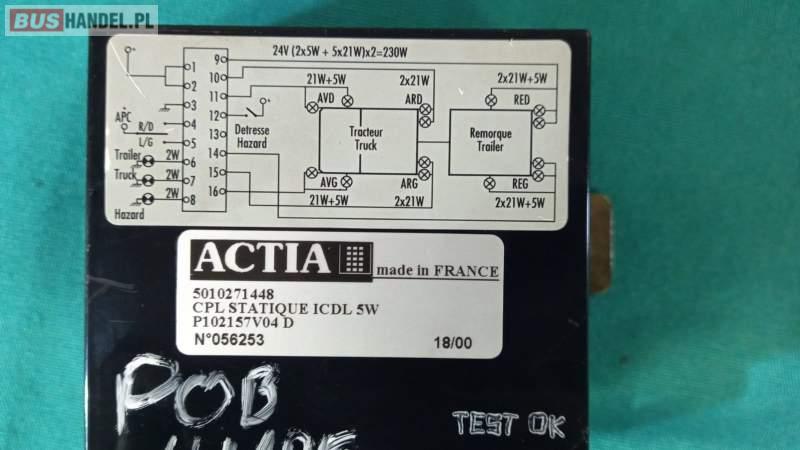 BUSHANDEL.PL
24V (2x5W + 5x21W)x2=230W
1 2 3 4 5 6 7 8
9 10 11 12 13 14 15 16
APC
R/D
L/G
Trailer 2W
Truck 2W
2W
Hazard
Detresse
Hazard
21W+5W
2x21W
2x21W+5W
AVD
ARD
RED
Tracteur
Truck
Remorque
Trailer
AVG
ARG
REG
21W+5W
2x21W
2x21W+5W
ACTIA
made in FRANCE
5010271448
CPL STATIQUE ICDL 5W
P102157V04 D
N°056253
18/00
POB
TEST OK